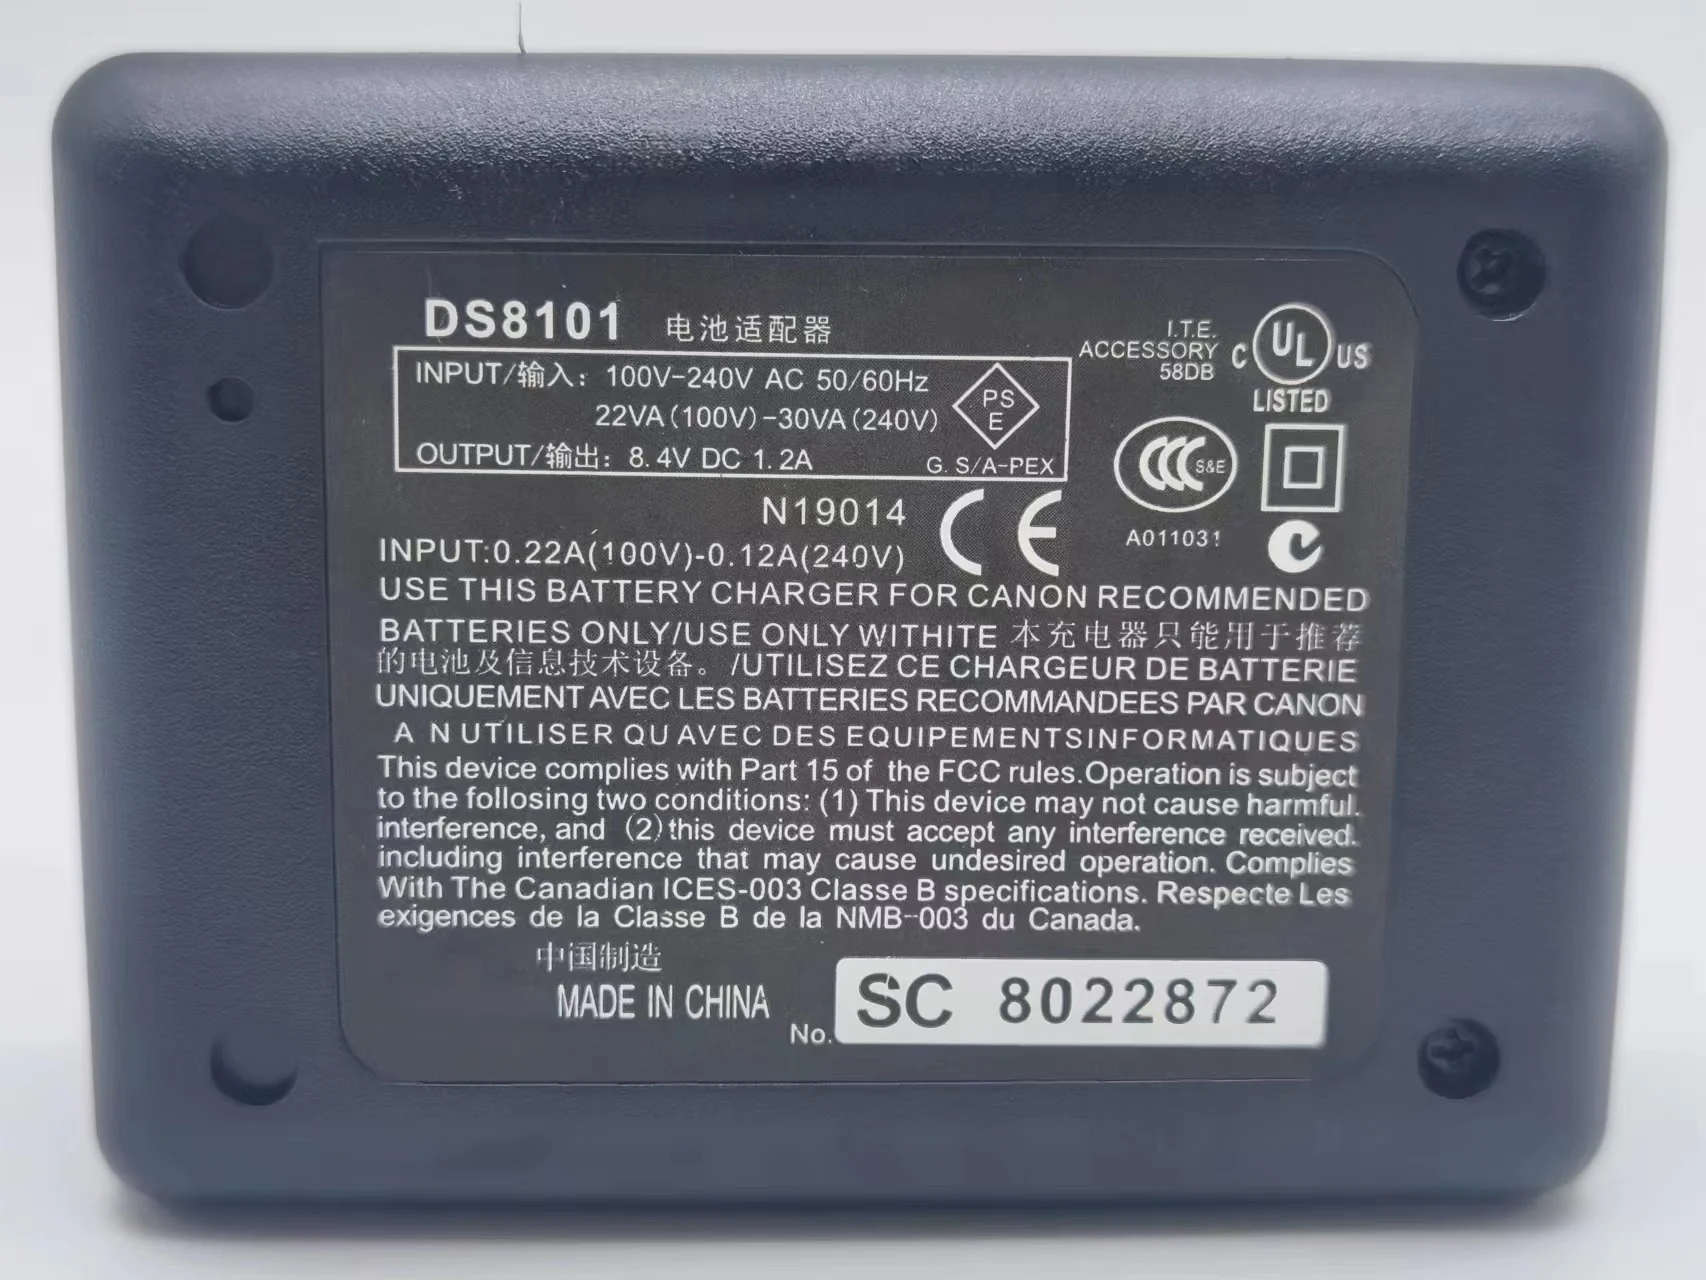 DS8101 电池适配器
INPUT/输入：100V-240V AC 50/60Hz
22VA(100V)-30VA(240V)
OUTPUT/输出：8.4V DC 1.2A
PS
E
G.S/A-PEX
I.T.E.
ACCESSORY
58DB
C UL US
LISTED
CCC S&E
A011031
N19014 CE
INPUT:0.22A(100V)-0.12A(240V)
USE THIS BATTERY CHARGER FOR CANON RECOMMENDED
BATTERIES ONLY/USE ONLY WITHITE 本充电器只能用于推荐
的电池及信息技术设备。/UTILISEZ CE CHARGEUR DE BATTERIE
UNIQUEMENT AVEC LES BATTERIES RECOMMANDEES PAR CANON
A N UTILISER QU AVEC DES EQUIPEMENTSINFORMATIQUES
This device complies with Part 15 of the FCC rules.Operation is subject
to the follosing two conditions: (1) This device may not cause harmful.
interference, and (2)this device must accept any interference received.
including interference that may cause undesired operation. Complies
With The Canadian ICES-003 Classe B specifications. Respecte Les
exigences de la Classe B de la NMB-003 du Canada.
中国制造
MADE IN CHINA
No. SC 8022872